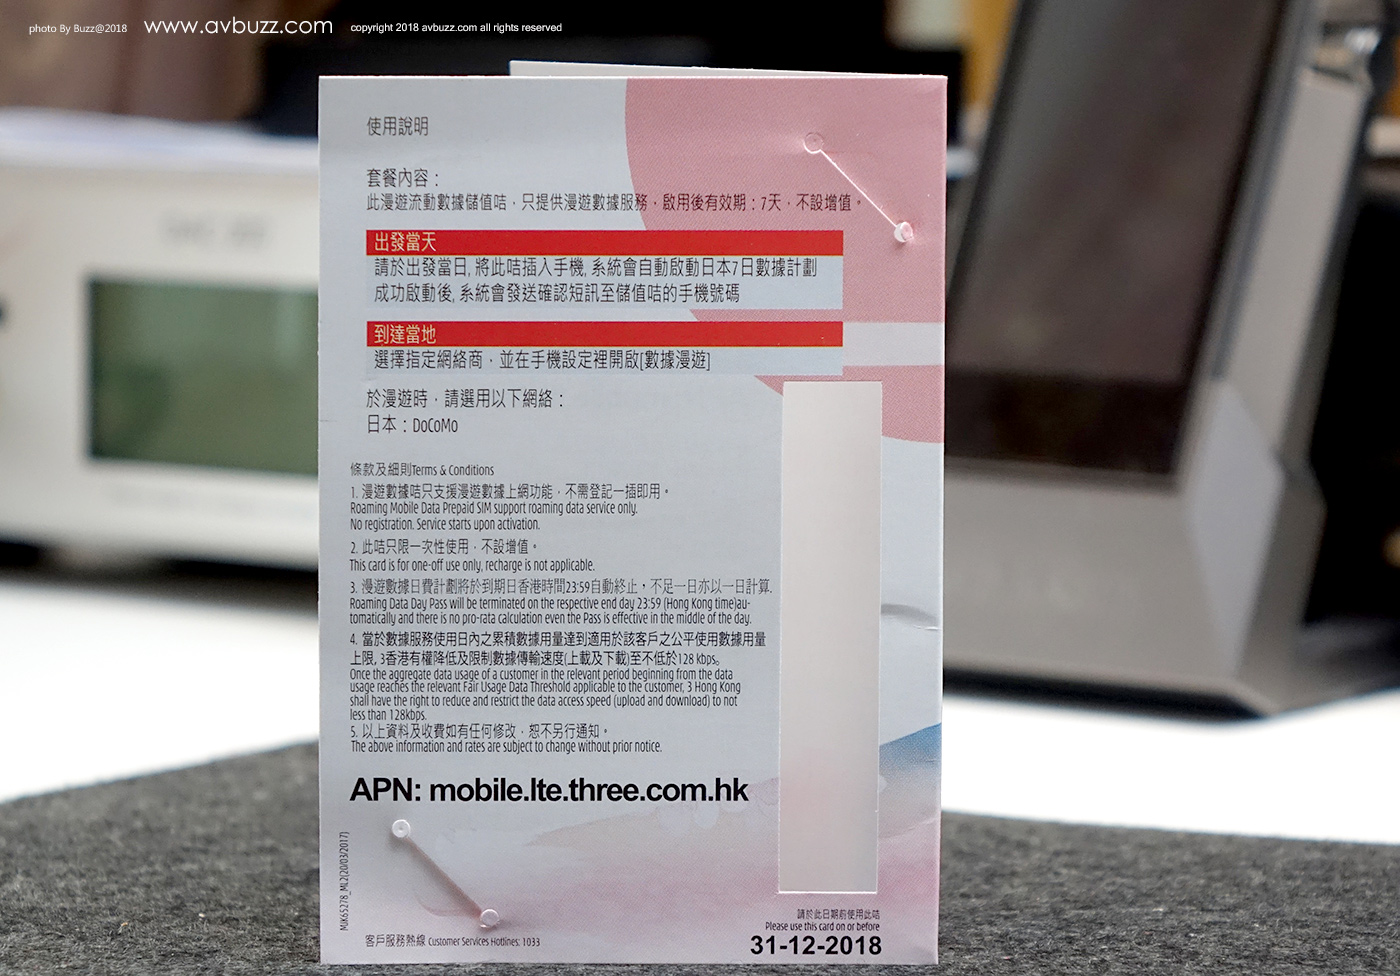 photo By Buzz@2018 www.avbuzz.com copyright 2018 avbuzz.com all rights reserved
使用說明
套餐內容：
此漫遊流動數據儲值咭，只提供漫遊數據服務，啟用後有效期：7天，不設增值。
出發當天
請於出發當日, 將此咭插入手機, 系統會自動啟動日本7日數據計劃
成功啟動後, 系統會發送確認短訊至儲值咭的手機號碼
到達當地
選擇指定網絡商，並在手機設定裡開啟[數據漫遊]
於漫遊時，請選用以下網絡：
日本：DoCoMo
條款及細則Terms & Conditions
1. 漫遊數據咭只支援漫遊數據上網功能，不需登記一插即用。
Roaming Mobile Data Prepaid SIM support roaming data service only.
No registration. Service starts upon activation.
2. 此咭只限一次性使用，不設增值。
This card is for one-off use only, recharge is not applicable.
3. 漫遊數據日費計劃將於到期日香港時間23:59自動終止，不足一日亦以一日計算.
Roaming Data Day Pass will be terminated on the respective end day 23:59 (Hong Kong time)au-
tomatically and there is no pro-rata calculation even the Pass is effective in the middle of the day.
4. 當於數據服務使用日內之累積數據用量達到適用於該客戶之公平使用數據用量
上限, 3香港有權降低及限制數據傳輸速度(上載及下載)至不低於128 kbps。
Once the aggregate data usage of a customer in the relevant period beginning from the data
usage reaches the relevant Fair Usage Data Threshold applicable to the customer, 3 Hong Kong
shall have the right to reduce and restrict the data access speed (upload and download) to not
less than 128kbps.
5. 以上資料及收費如有任何修改，恕不另行通知。
The above information and rates are subject to change without prior notice.
APN: mobile.lte.three.com.hk
MJK65278_ML2(20/03/2017)
客戶服務熱線 Customer Services Hotlines: 1033
請於此日期前使用此咭
Please use this card on or before
31-12-2018